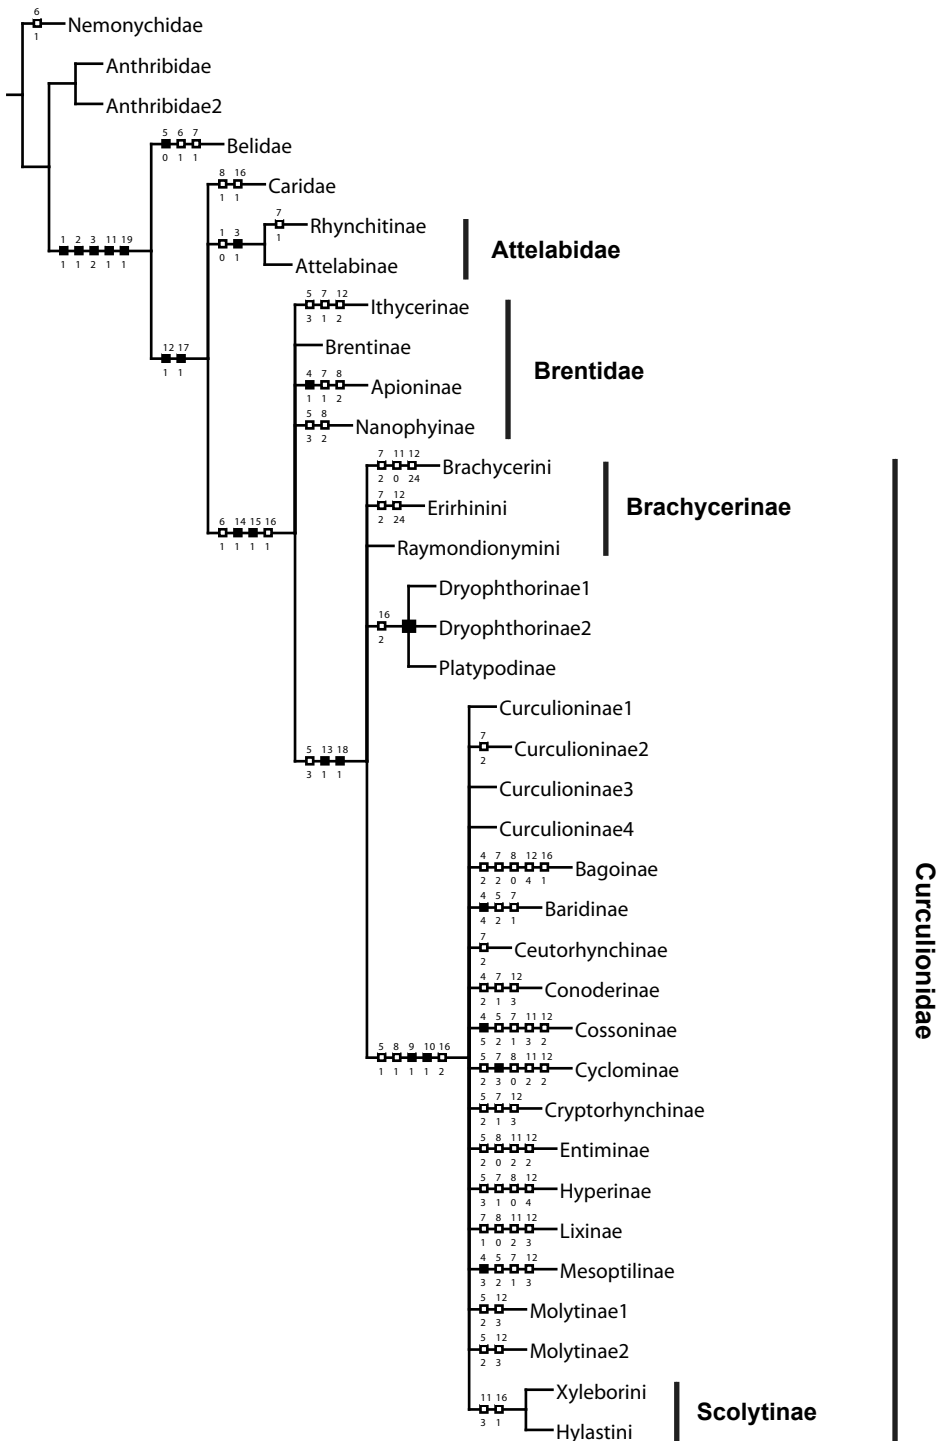 6
Nemonychidae
1
Anthribidae
Anthribidae2
5 6 7
Belidae
0 1 1
8 16
Caridae
1 1
7
Rhynchitinae
1
1 3
0 1
Attelabinae
Attelabidae
1 2 3 11 19
1 1 2 1 1
5 7 12
Ithycerinae
3 1 2
Brentinae
12 17
1 1
4 7 8
Apioninae
1 1 2
Brentidae
5 8
Nanophyinae
3 2
7 11 12
Brachycerini
2 0 24
7 12
Erirhinini
2 24
Brachycerinae
6 14 15 16
1 1 1 1
Raymondionymini
Dryophthorinae1
16
2
Dryophthorinae2
Platypodinae
Curculioninae1
7
Curculioninae2
2
5 13 18
3 1 1
Curculioninae3
Curculioninae4
4 7 8 12 16
Bagoinae
2 2 0 4 1
4 5 7
Baridinae
4 2 1
7
Ceutorhynchinae
2
Curculionidae
4 7 12
Conoderinae
2 1 3
4 5 7 11 12
Cossoninae
5 2 1 3 2
5 8 9 10 16
1 1 1 1 2
5 7 8 11 12
Cyclominae
2 3 0 2 2
5 7 12
Cryptorhynchinae
2 1 3
5 8 11 12
Entiminae
2 0 2 2
5 7 8 12
Hyperinae
3 1 0 4
7 8 11 12
Lixinae
1 0 2 3
4 5 7 12
Mesoptilinae
3 2 1 3
5 12
Molytinae1
2 3
5 12
Molytinae2
2 3
Xyleborini
11 16
3 1
Hylastini
Scolytinae